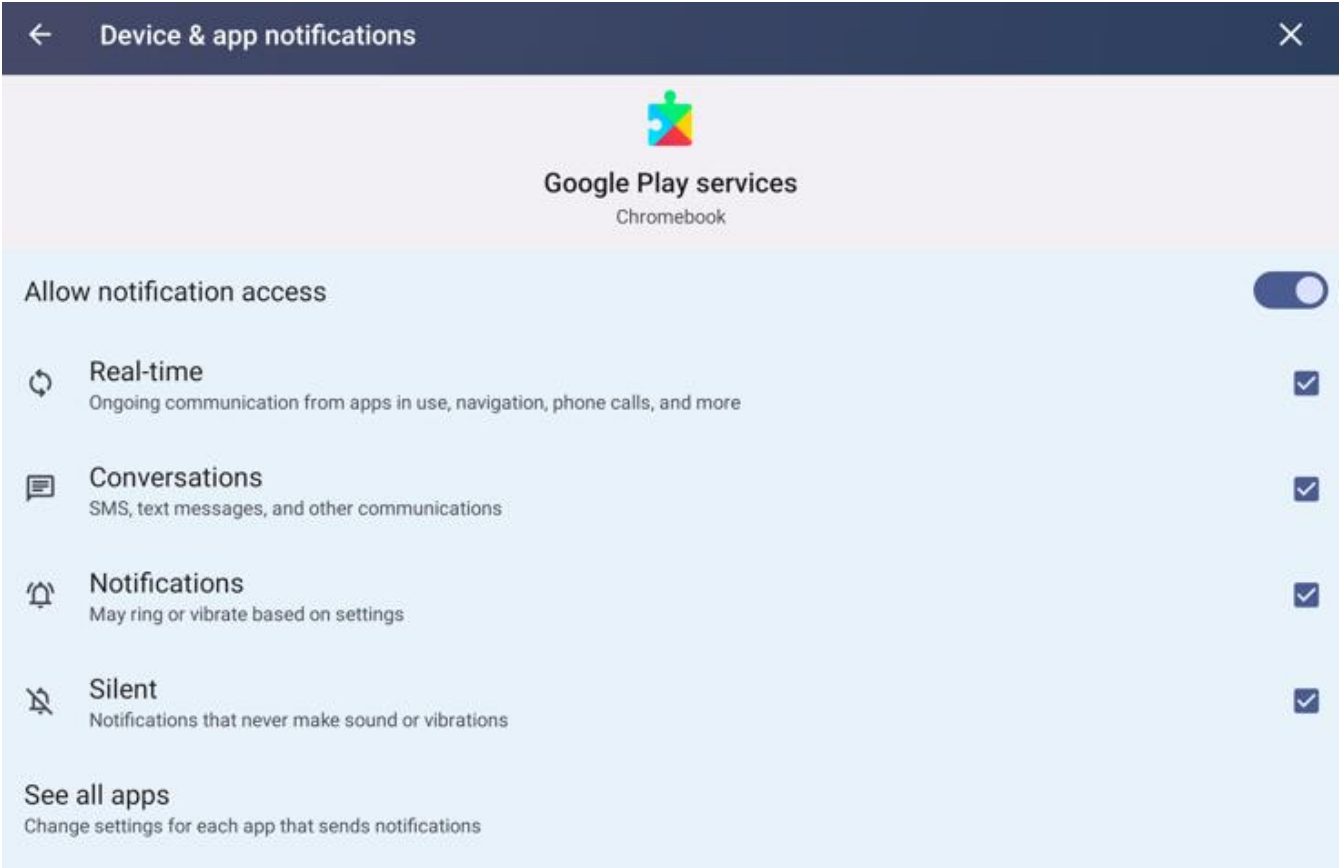 Device & app notifications
Google Play services
Chromebook
Allow notification access
Real-time
Ongoing communication from apps in use, navigation, phone calls, and more
Conversations
SMS, text messages, and other communications
Notifications
May ring or vibrate based on settings
Silent
Notifications that never make sound or vibrations
See all apps
Change settings for each app that sends notifications